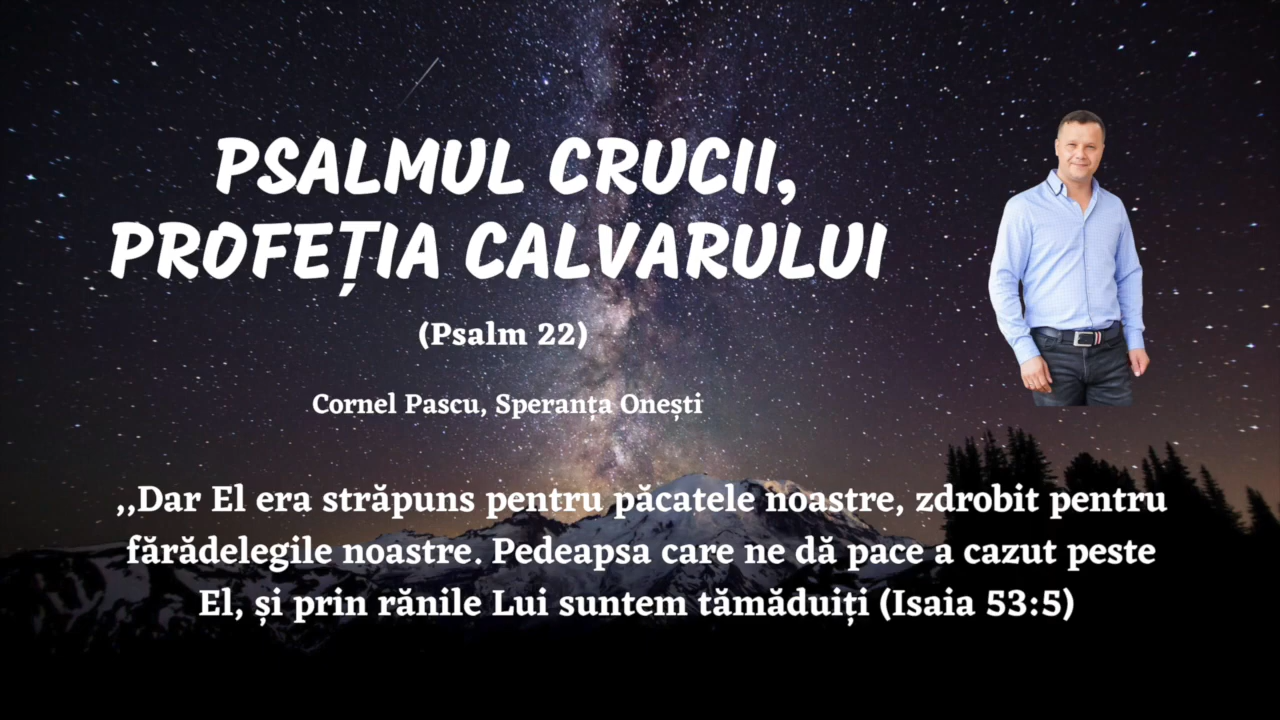 PSALMUL CRUCII,
PROFEȚIA CALVARULUI
(Psalm 22)
Cornel Pascu, Speranța Onești
,,Dar El era străpuns pentru păcatele noastre, zdrobit pentru
fărădelegile noastre. Pedeapsa care ne dă pace a cazut peste
El, și prin rănile Lui suntem tămăduiți (Isaia 53:5)